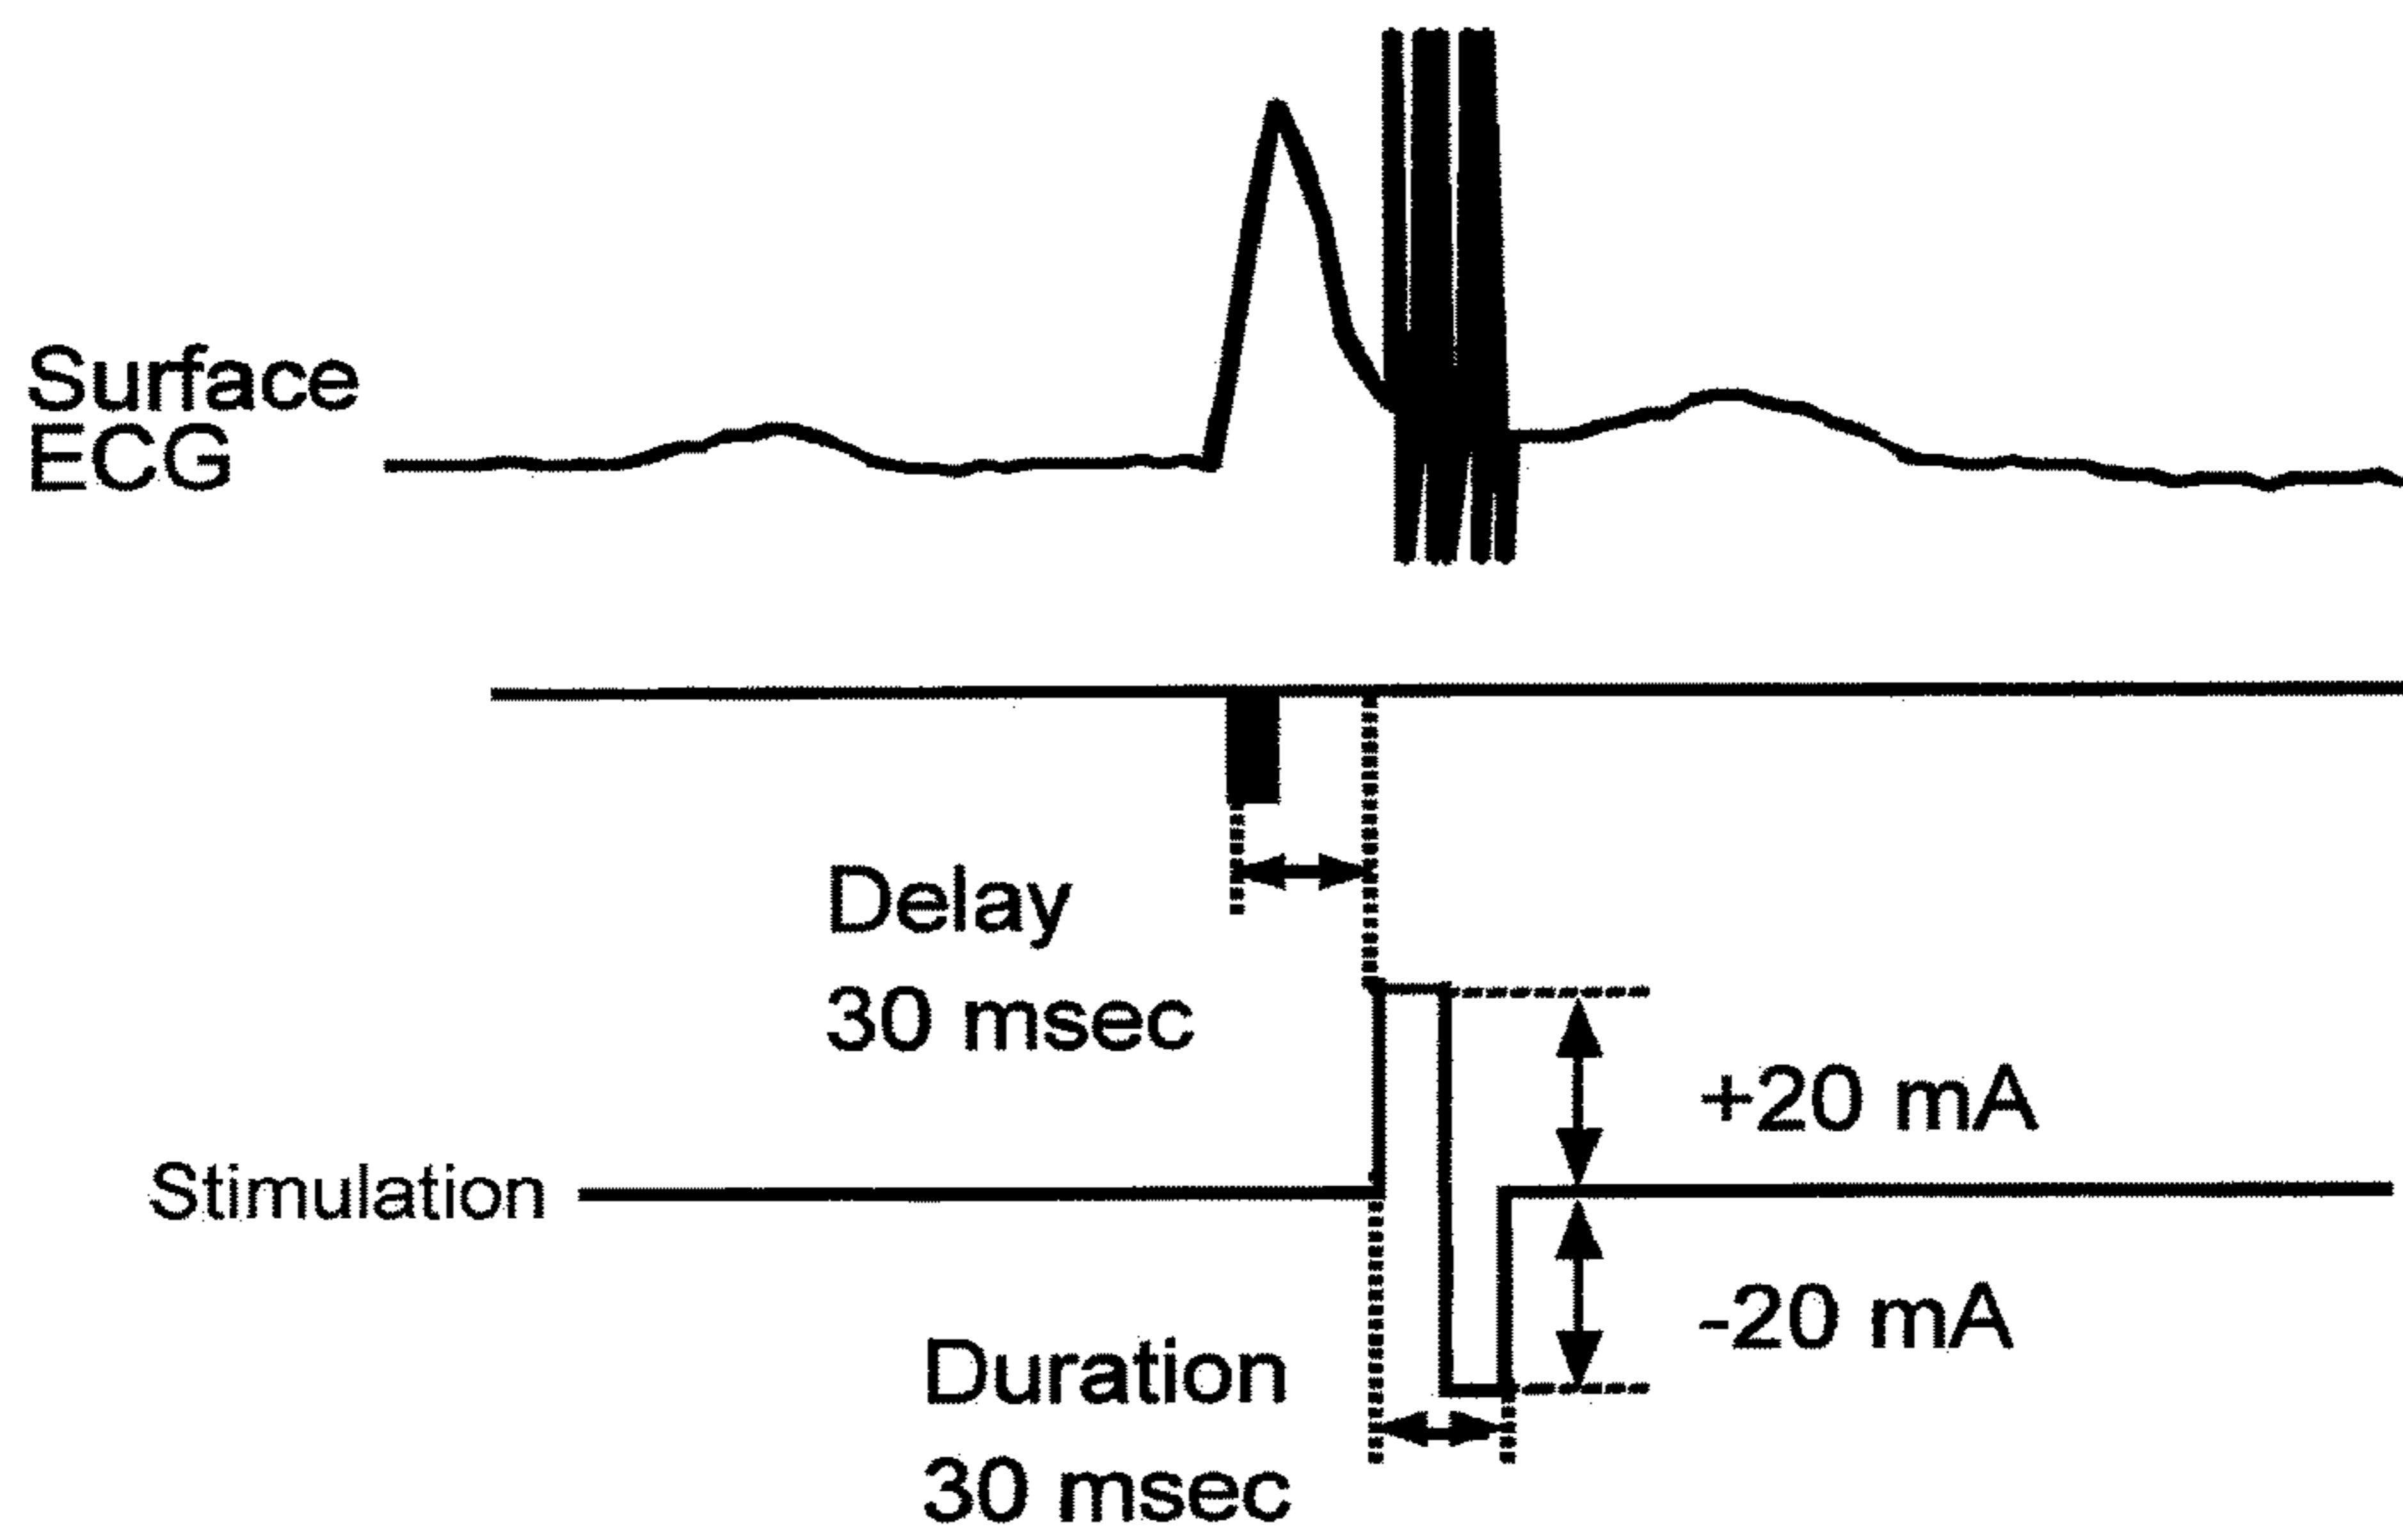 Surface
ECG
Delay
30 msec
+20 mA
Stimulation
-20 mA
Duration
30 msec